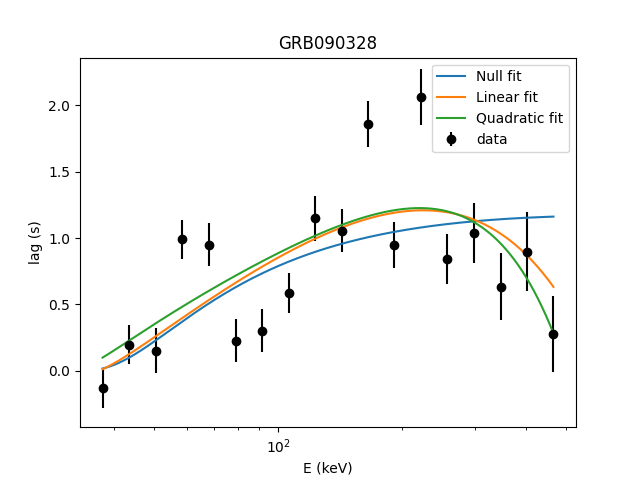 GRB090328
Null fit
Linear fit
Quadratic fit
data
lag (s)
2.0
1.5
1.0
0.5
0.0
10²
E (keV)